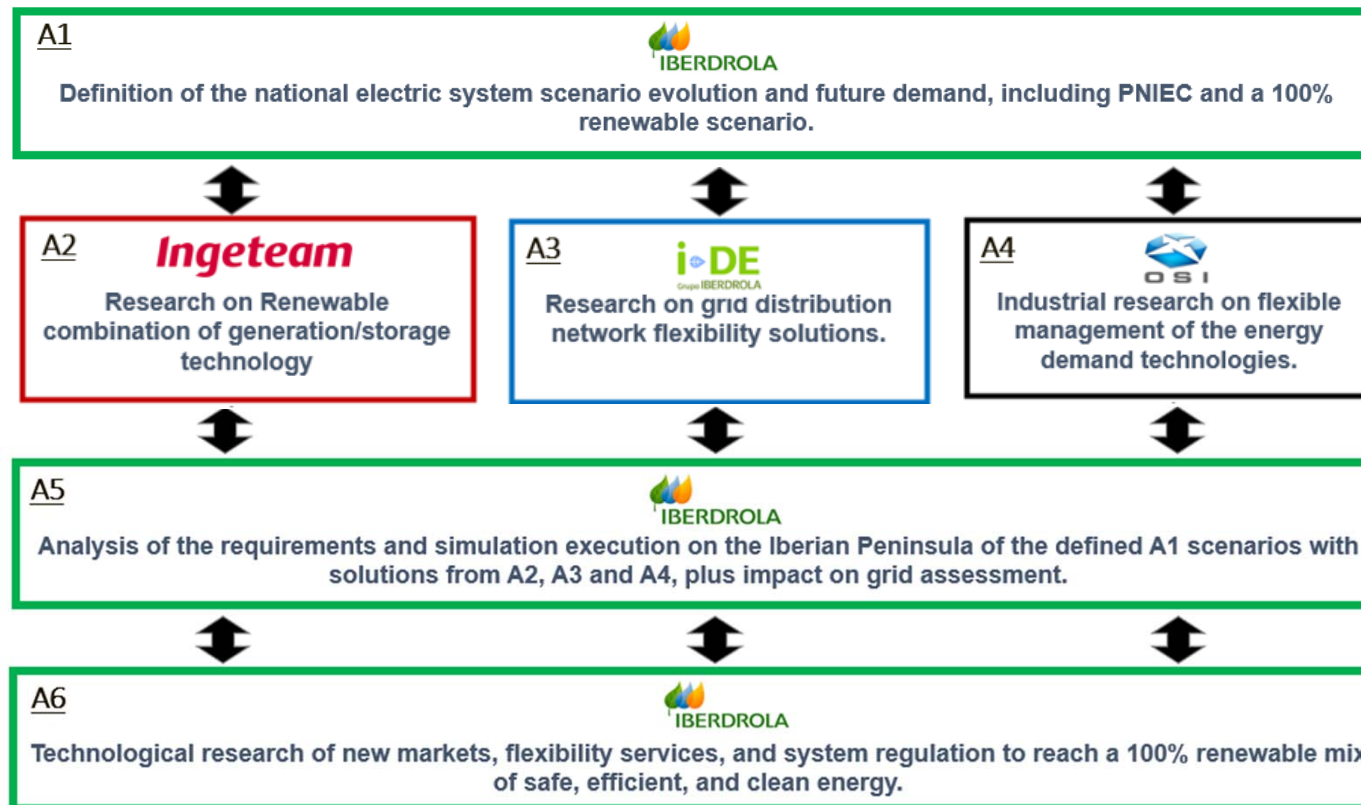 A1
IBERDROLA
Definition of the national electric system scenario evolution and future demand, including PNIEC and a 100%
renewable scenario.
A2
Ingeteam
Research on Renewable
combination of generation/storage
technology
A3
i-DE
Grupo IBERDROLA
Research on grid distribution
network flexibility solutions.
A4
OSI
Industrial research on flexible
management of the energy
demand technologies.
A5
IBERDROLA
Analysis of the requirements and simulation execution on the Iberian Peninsula of the defined A1 scenarios with
solutions from A2, A3 and A4, plus impact on grid assessment.
A6
IBERDROLA
Technological research of new markets, flexibility services, and system regulation to reach a 100% renewable mix
of safe, efficient, and clean energy.